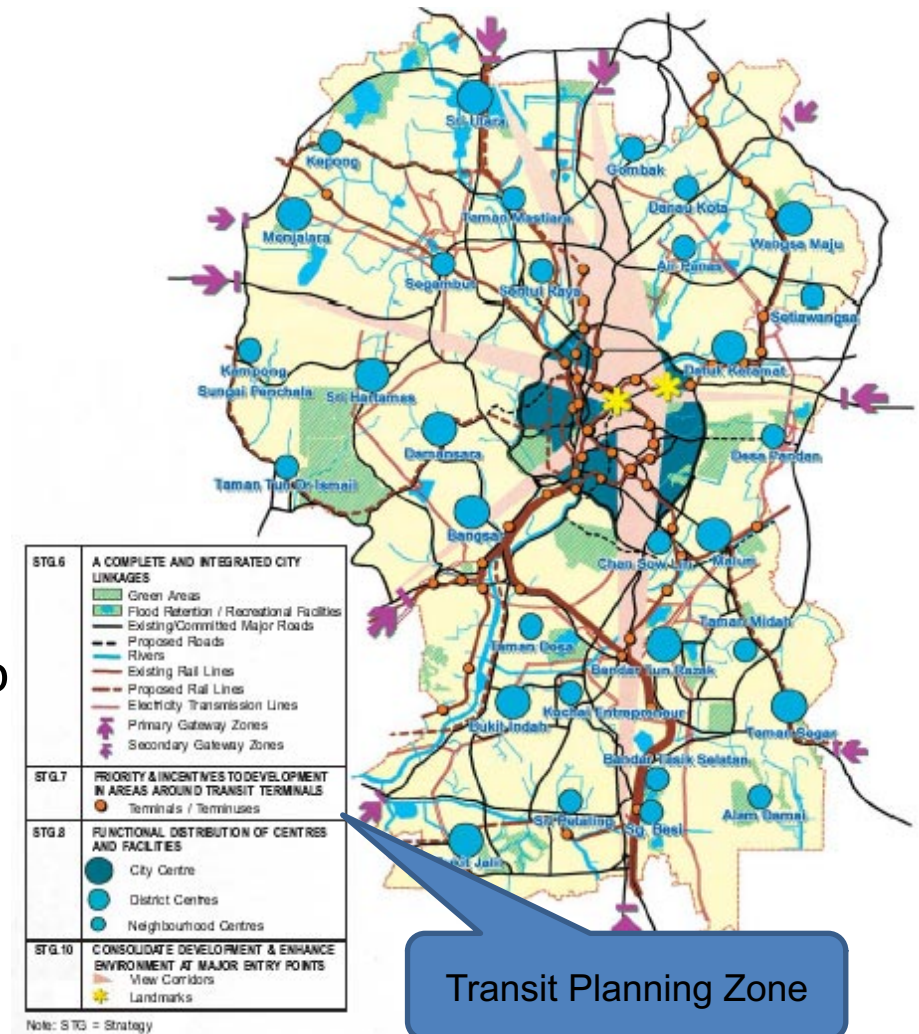 Sri Utara
Kepong
Gombak
Danau Kota
Taman Mastiara
Menjalara
Wangsa Maju
Air Panas
Segambut
Sentul Raya
Setiawangsa
Datuk Keramat
Kampong
Sungai Penchala
Sri Hartamas
Damansara
Desa Pandan
Taman Tun Dr Ismail
Bangsar
Chan Sow Lin
Maluri
Taman Midah
Taman Desa
Bandar Tun Razak
Bukit Indah
Kuchai Entrepreneur
Taman Segar
Bandar Tasik Selatan
Sri Petaling
Sg. Besi
Alam Damai
Bukit Jalil
STG.6 A COMPLETE AND INTEGRATED CITY
LINKAGES
Green Areas
Flood Retention / Recreational Facilities
Existing/Committed Major Roads
Proposed Roads
Rivers
Existing Rail Lines
Proposed Rail Lines
Electricity Transmission Lines
Primary Gateway Zones
Secondary Gateway Zones
STG.7 PRIORITY & INCENTIVES TO DEVELOPMENT
IN AREAS AROUND TRANSIT TERMINALS
Terminals / Terminuses
STG.8 FUNCTIONAL DISTRIBUTION OF CENTRES
AND FACILITIES
City Centre
District Centres
Neighbourhood Centres
STG.10 CONSOLIDATE DEVELOPMENT & ENHANCE
ENVIRONMENT AT MAJOR ENTRY POINTS
View Corridors
Landmarks
Note: STG = Strategy
Transit Planning Zone